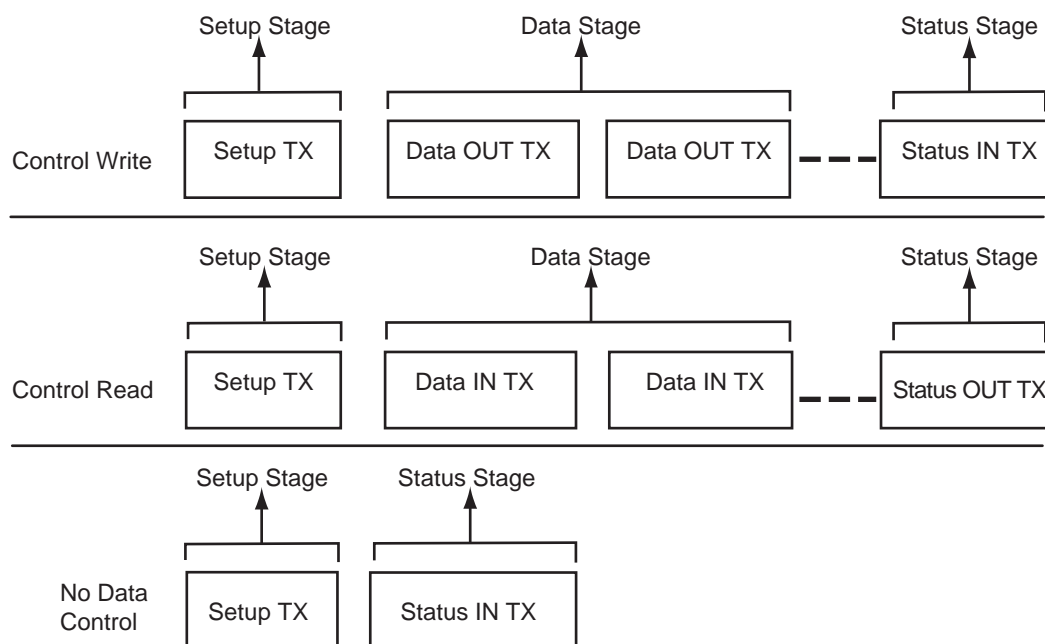 Setup Stage Data Stage Status Stage
Control Write Setup TX Data OUT TX Data OUT TX Status IN TX
Setup Stage Data Stage Status Stage
Control Read Setup TX Data IN TX Data IN TX Status OUT TX
Setup Stage Status Stage
No Data
Control
Setup TX Status IN TX